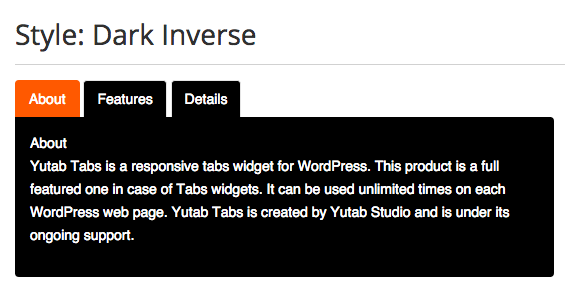 Style: Dark Inverse
About Features Details
About
Yutab Tabs is a responsive tabs widget for WordPress. This product is a full
featured one in case of Tabs widgets. It can be used unlimited times on each
WordPress web page. Yutab Tabs is created by Yutab Studio and is under its
ongoing support.